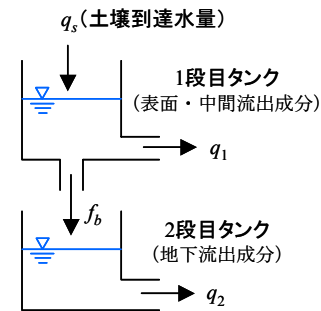 qs(土壌到達水量)
1段目タンク
(表面・中間流出成分)
q1
fb
2段目タンク
(地下流出成分)
q2